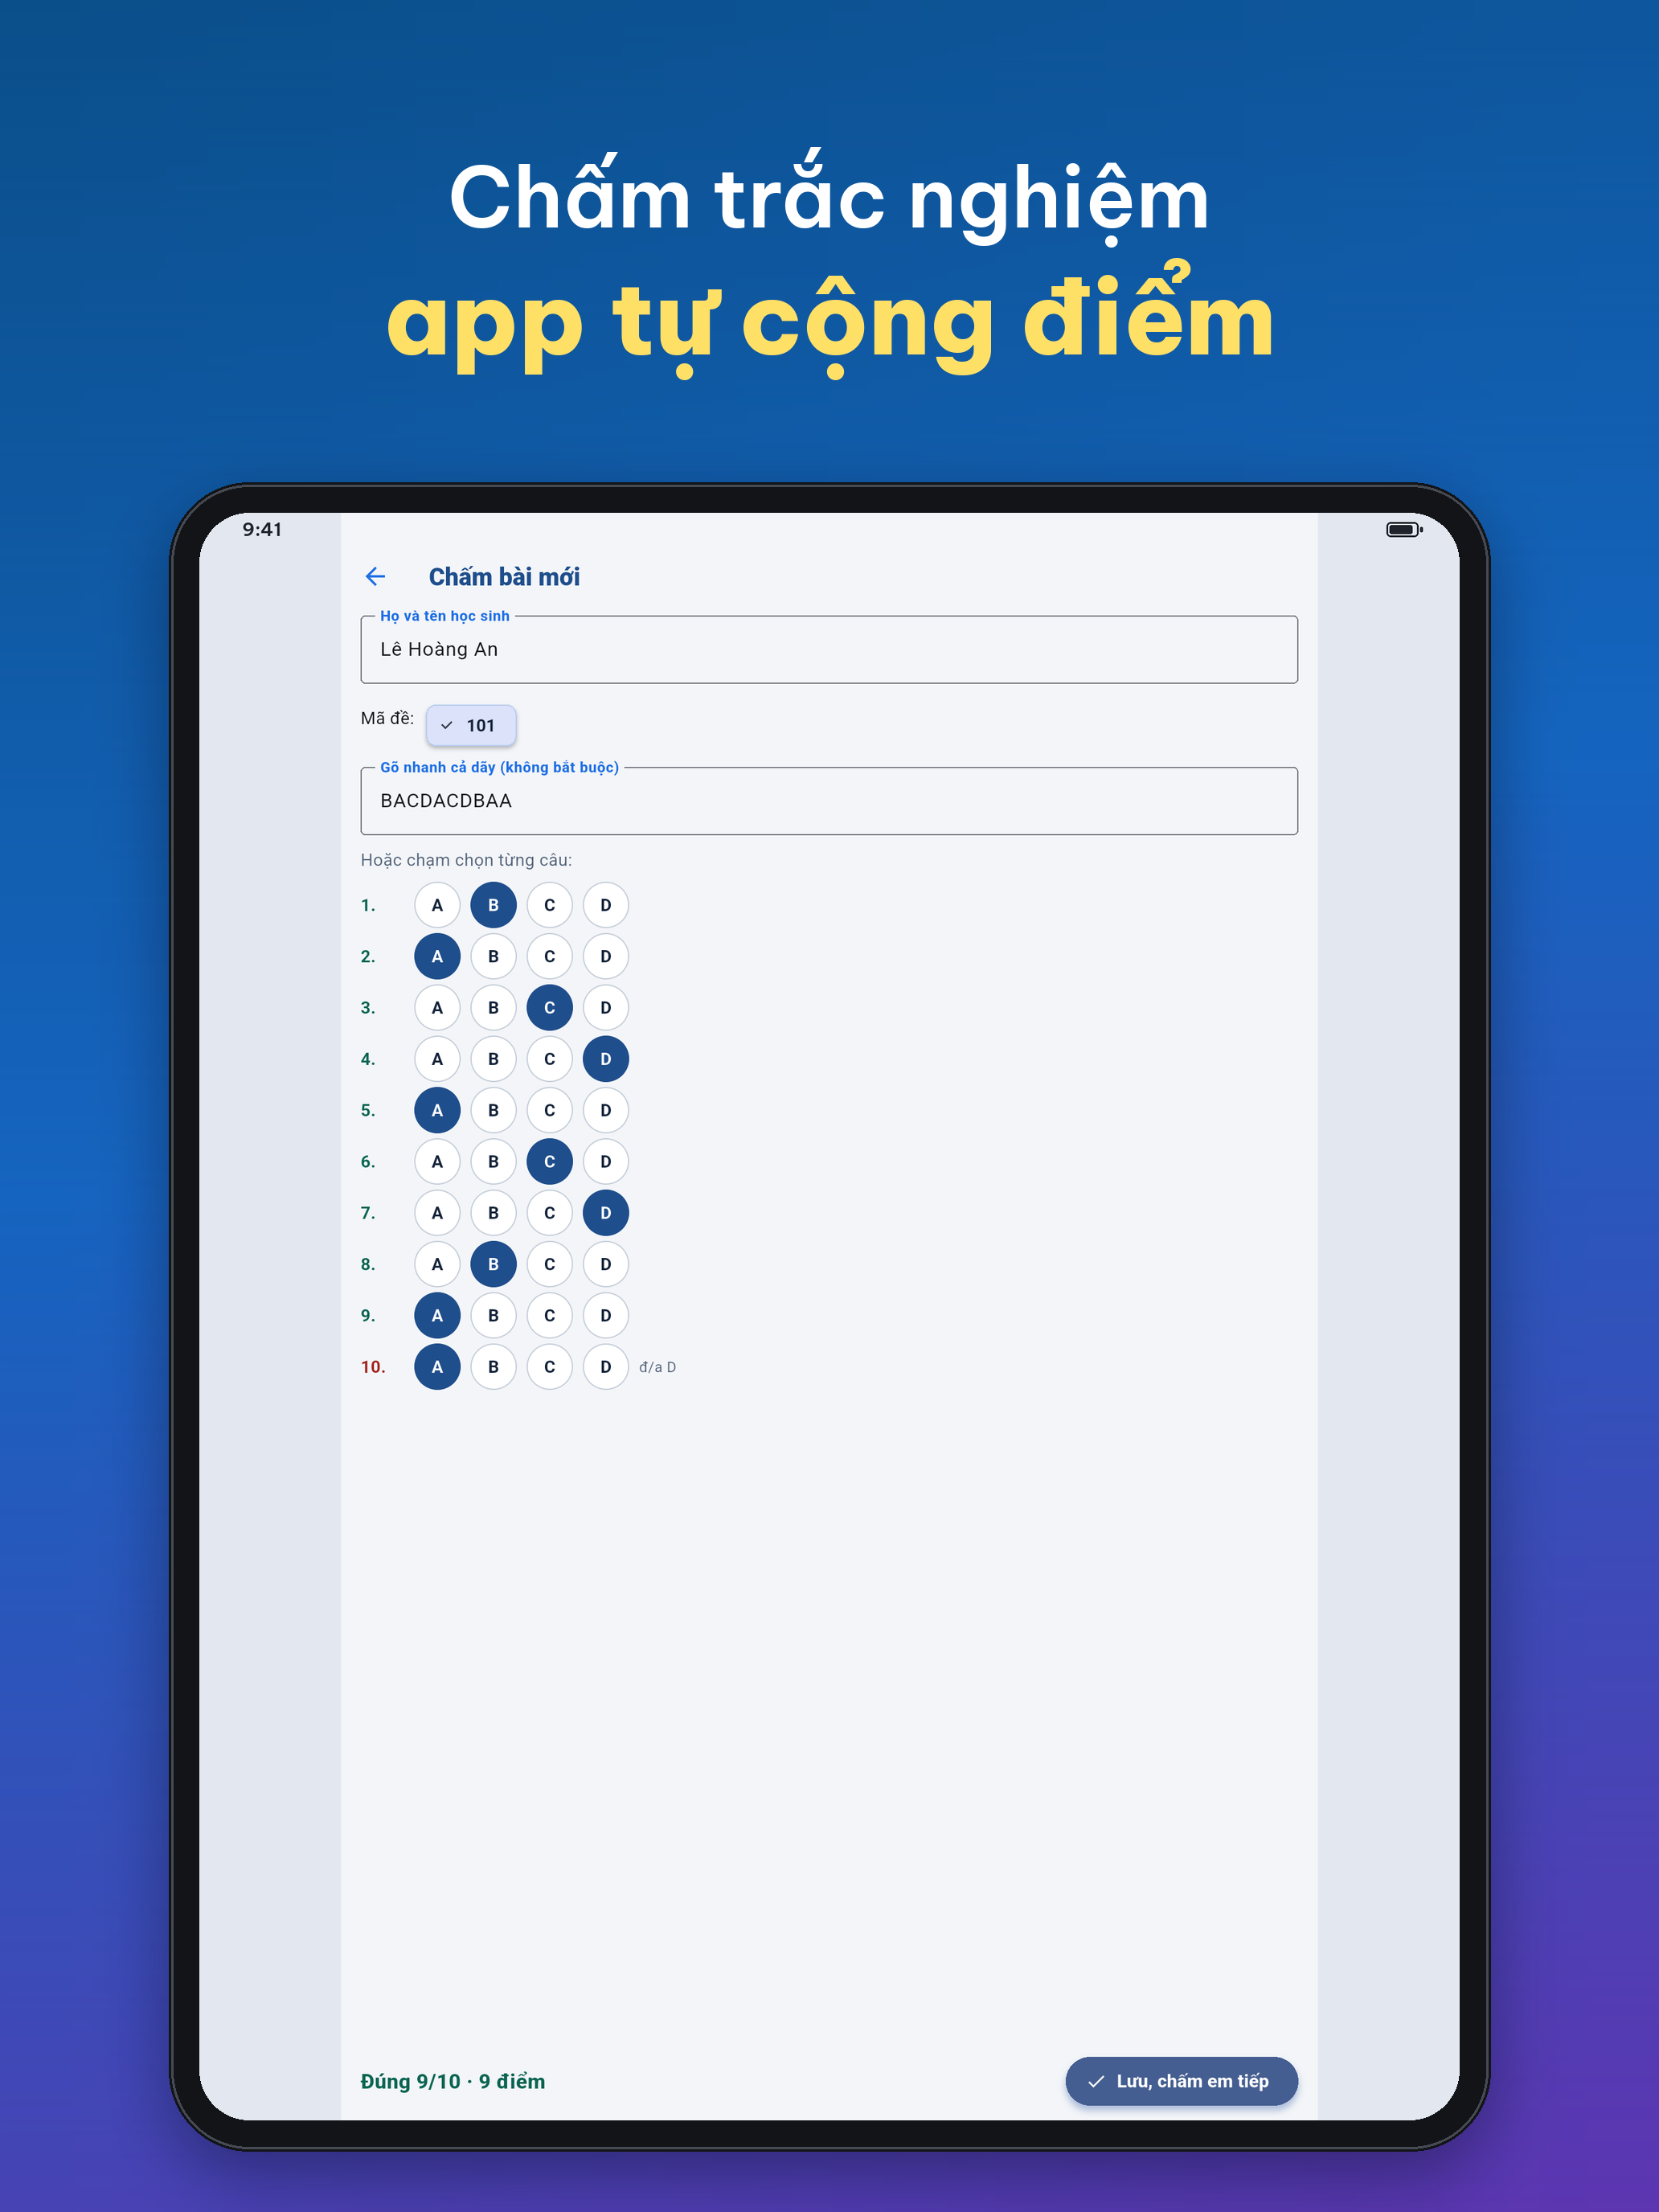 Chấm trắc nghiệm
app tự cộng điểm
9:41
Chấm bài mới
Họ và tên học sinh
Lê Hoàng An
Mã đề: 101
Gõ nhanh cả dãy (không bắt buộc)
BACDACDBAA
Hoặc chạm chọn từng câu:
1. A B C D
2. A B C D
3. A B C D
4. A B C D
5. A B C D
6. A B C D
7. A B C D
8. A B C D
9. A B C D
10. A B C D đ/a D
Đúng 9/10 · 9 điểm
Lưu, chấm em tiếp